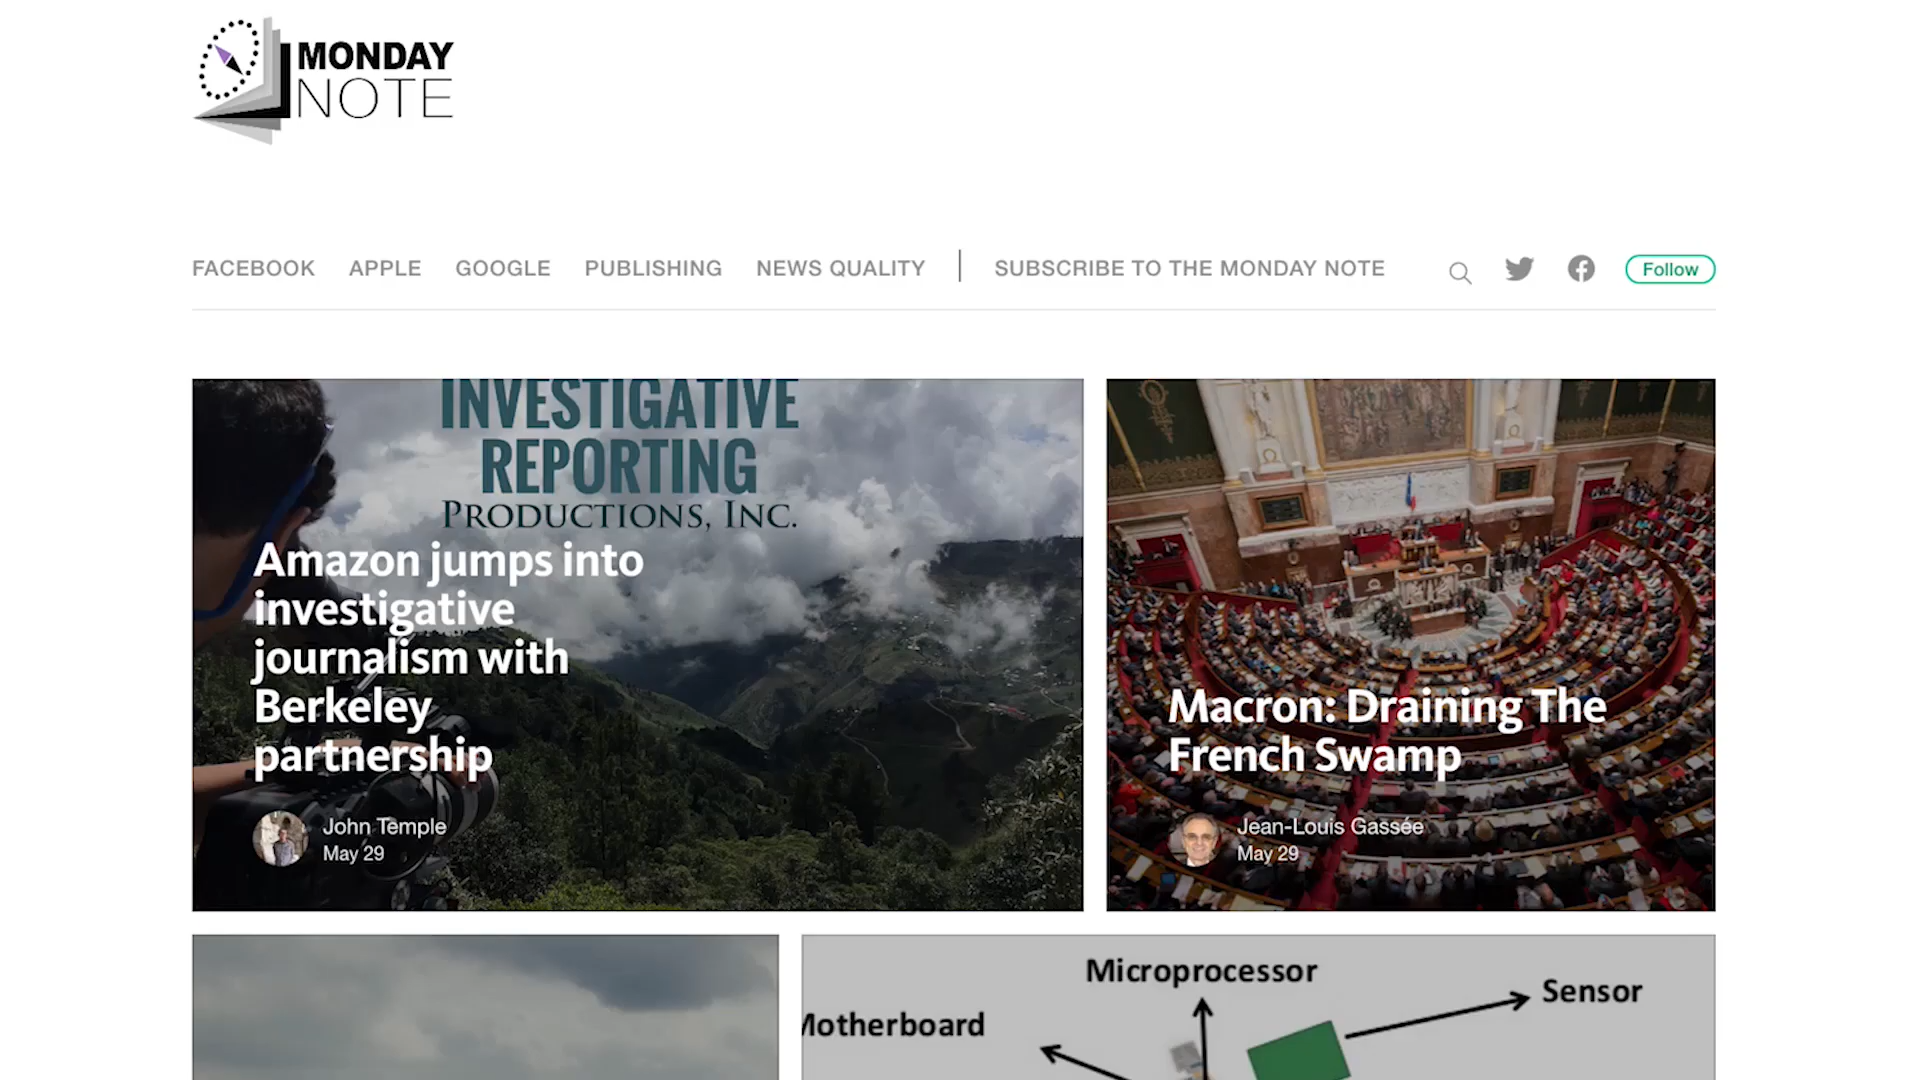 MONDAY
NOTE
FACEBOOK APPLE GOOGLE PUBLISHING NEWS QUALITY SUBSCRIBE TO THE MONDAY NOTE Follow
INVESTIGATIVE
REPORTING
PRODUCTIONS, INC.
Amazon jumps into
investigative
journalism with
Berkeley
partnership
John Temple
May 29
Macron: Draining The
French Swamp
Jean-Louis Gassée
May 29
Microprocessor
Sensor
Motherboard